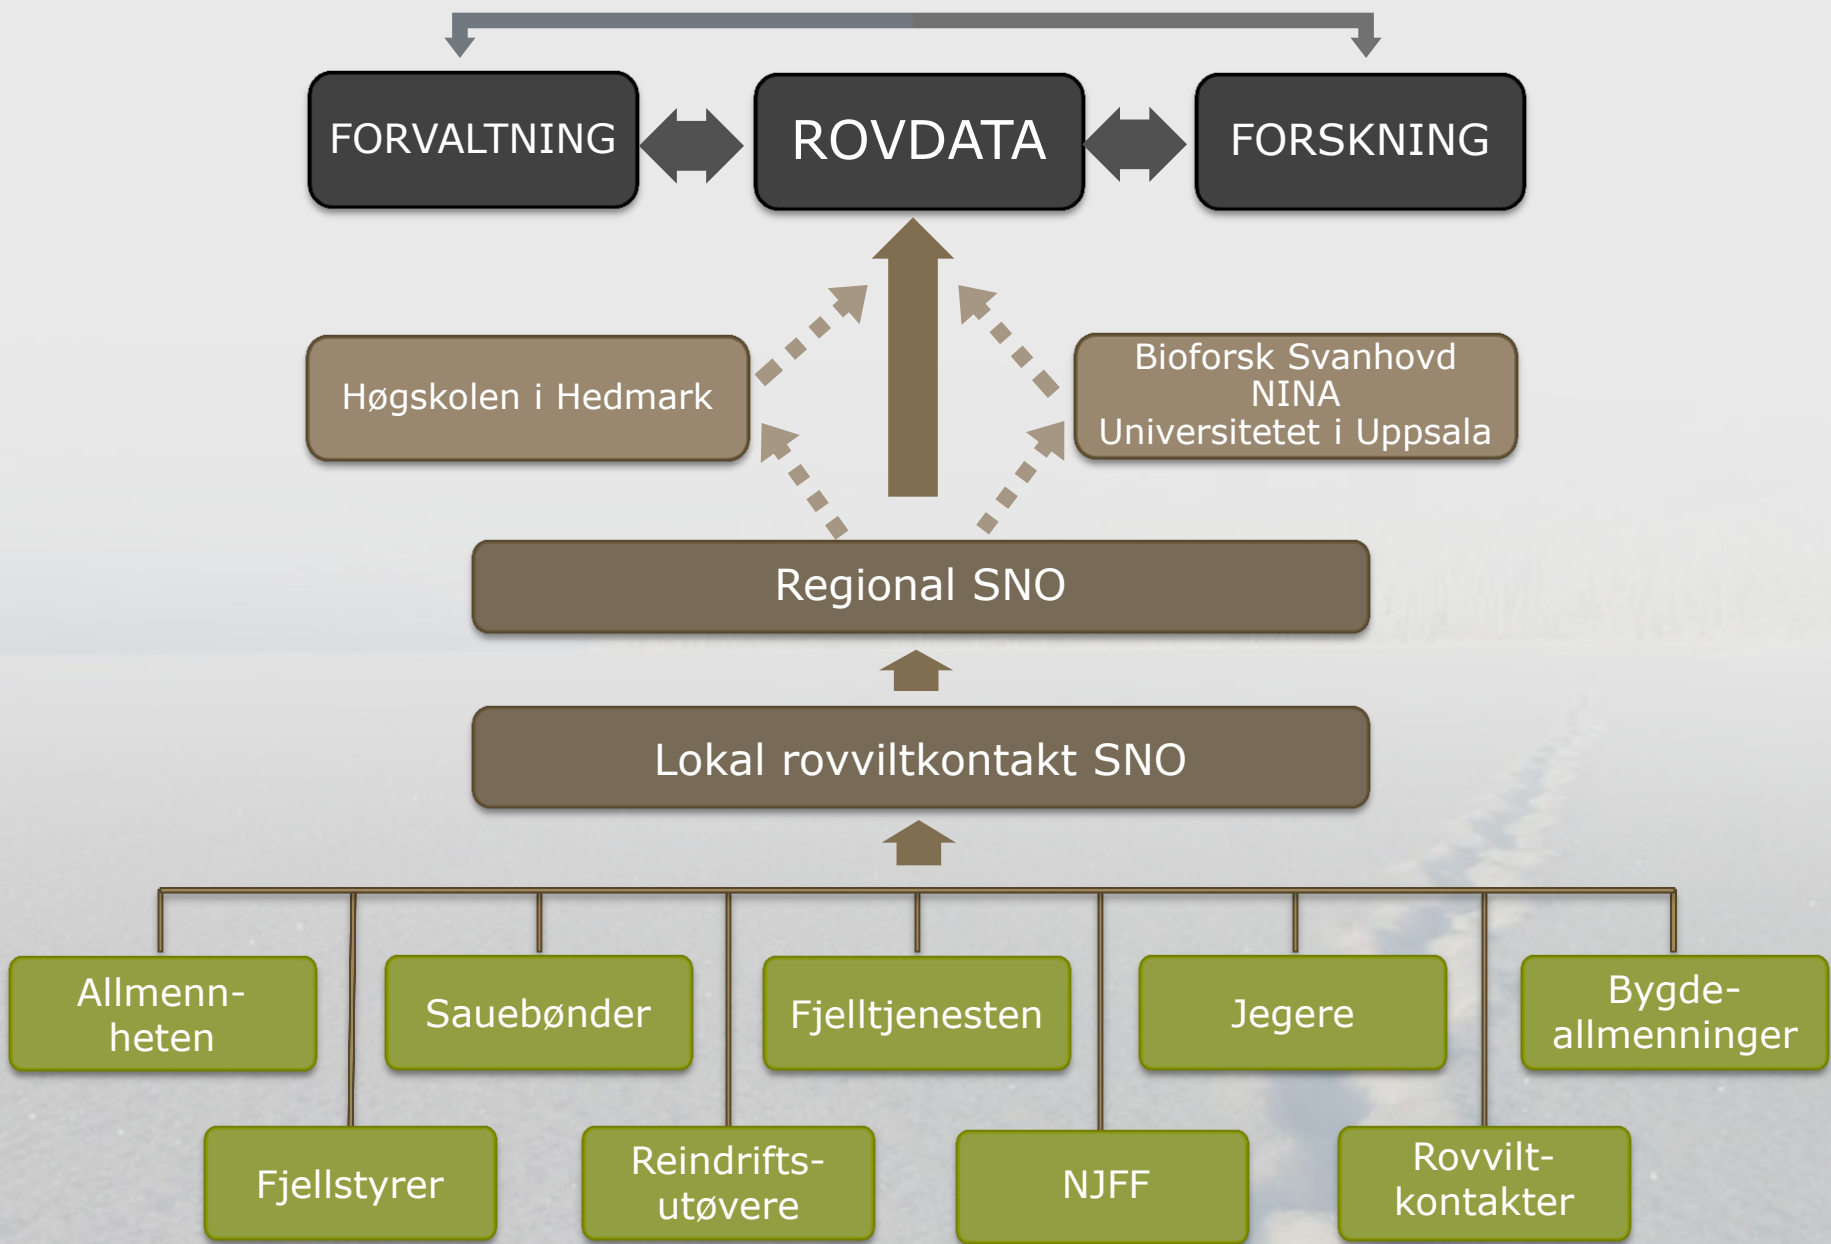 FORVALTNING
ROVDATA
FORSKNING
Høgskolen i Hedmark
Bioforsk Svanhovd
NINA
Universitetet i Uppsala
Regional SNO
Lokal rovviltkontakt SNO
Allmenn-
heten
Sauebønder
Fjelltjenesten
Jegere
Bygde-
allmenninger
Fjellstyrer
Reindrifts-
utøvere
NJFF
Rovvilt-
kontakter